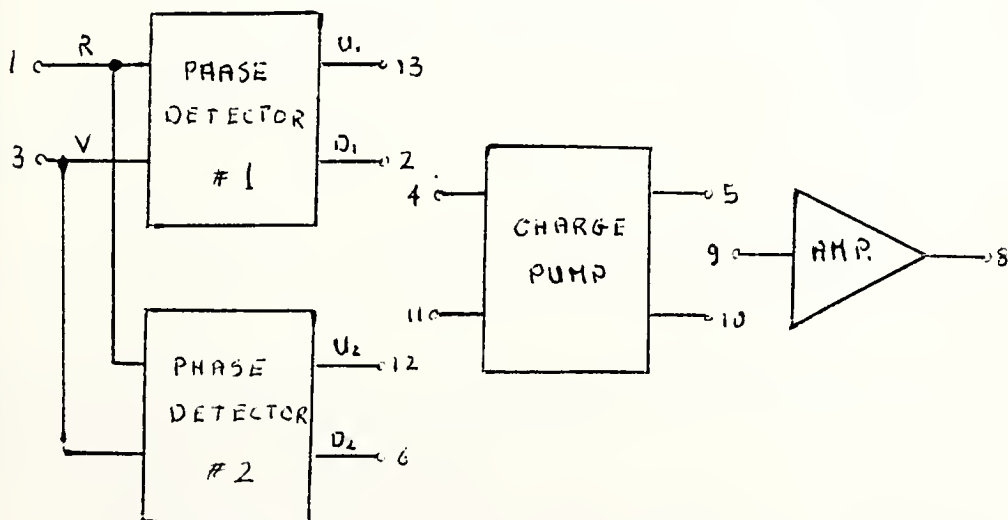 1 R U₁ 13
PHASE
DETECTOR
#1
3 V D₁ 2
4 5
CHARGE
PUMP
9 AMP. 8
11 10
U₂ 12
PHASE
DETECTOR
#2
D₂ 6